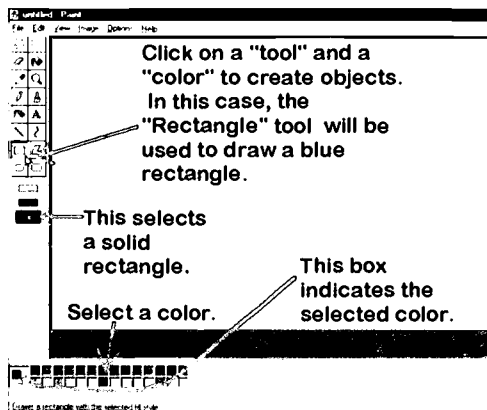 untitled Paint
File Edit View Image Options Help
Click on a "tool" and a
"color" to create objects.
In this case, the
"Rectangle" tool will be
used to draw a blue
rectangle.
This selects
a solid
rectangle.
This box
indicates the
selected color.
Select a color.
Draws a rectangle with the selected fill style